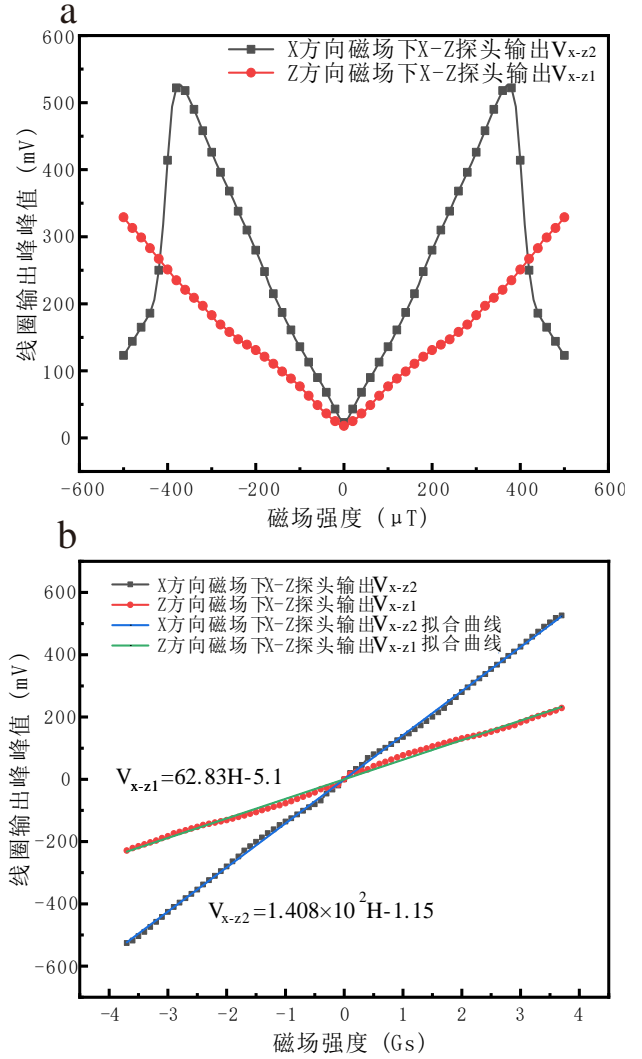 a
X方向磁场下X-Z探头输出Vx-z2
Z方向磁场下X-Z探头输出Vx-z1
600
500
400
300
200
100
0
线圈输出峰峰值 (mV)
-600 -400 -200 0 200 400 600
磁场强度 (μT)
b
X方向磁场下X-Z探头输出Vx-z2
Z方向磁场下X-Z探头输出Vx-z1
X方向磁场下X-Z探头输出Vx-z2拟合曲线
Z方向磁场下X-Z探头输出Vx-z1拟合曲线
600
400
200
0
-200
-400
-600
线圈输出峰峰值 (mV)
Vx-z1=62.83H-5.1
Vx-z2=1.408×10²H-1.15
-4 -3 -2 -1 0 1 2 3 4
磁场强度 (Gs)